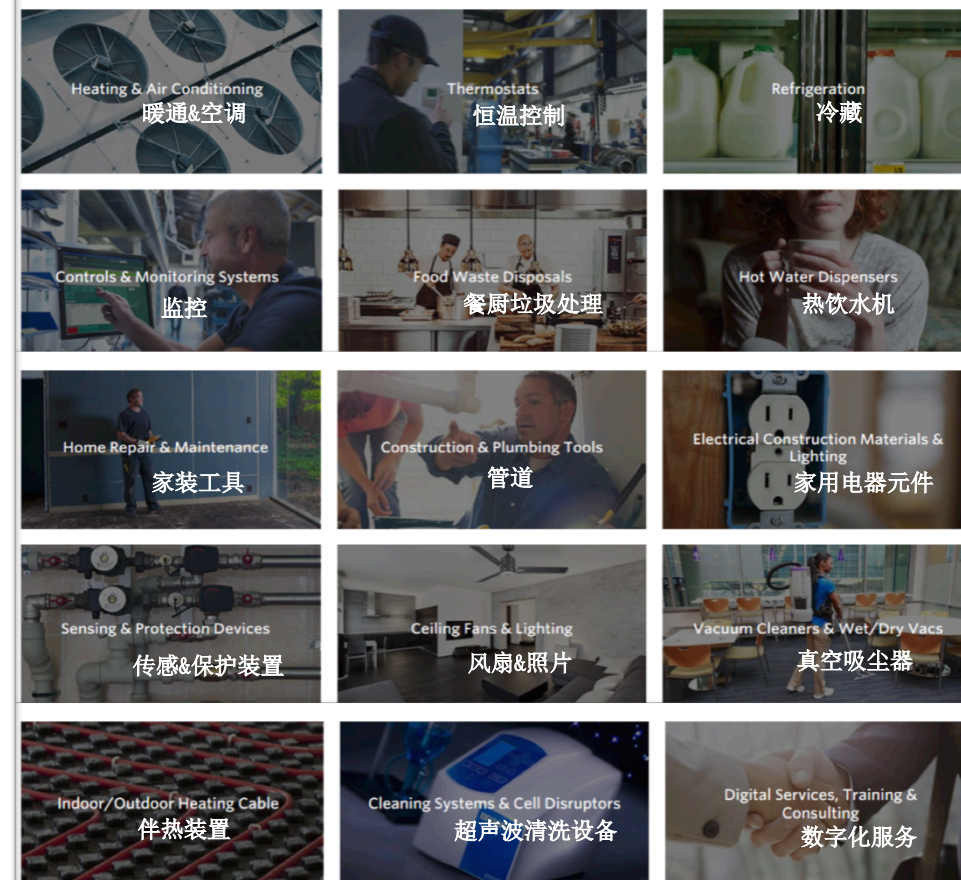 Heating & Air Conditioning
暖通&空调
Thermostats
恒温控制
Refrigeration
冷藏
Controls & Monitoring Systems
监控
Food Waste Disposals
餐厨垃圾处理
Hot Water Dispensers
热饮水机
Home Repair & Maintenance
家装工具
Construction & Plumbing Tools
管道
Electrical Construction Materials &
Lighting
家用电器元件
Sensing & Protection Devices
传感&保护装置
Ceiling Fans & Lighting
风扇&照片
Vacuum Cleaners & Wet/Dry Vacs
真空吸尘器
Indoor/Outdoor Heating Cable
伴热装置
Cleaning Systems & Cell Disruptors
超声波清洗设备
Digital Services, Training &
Consulting
数字化服务